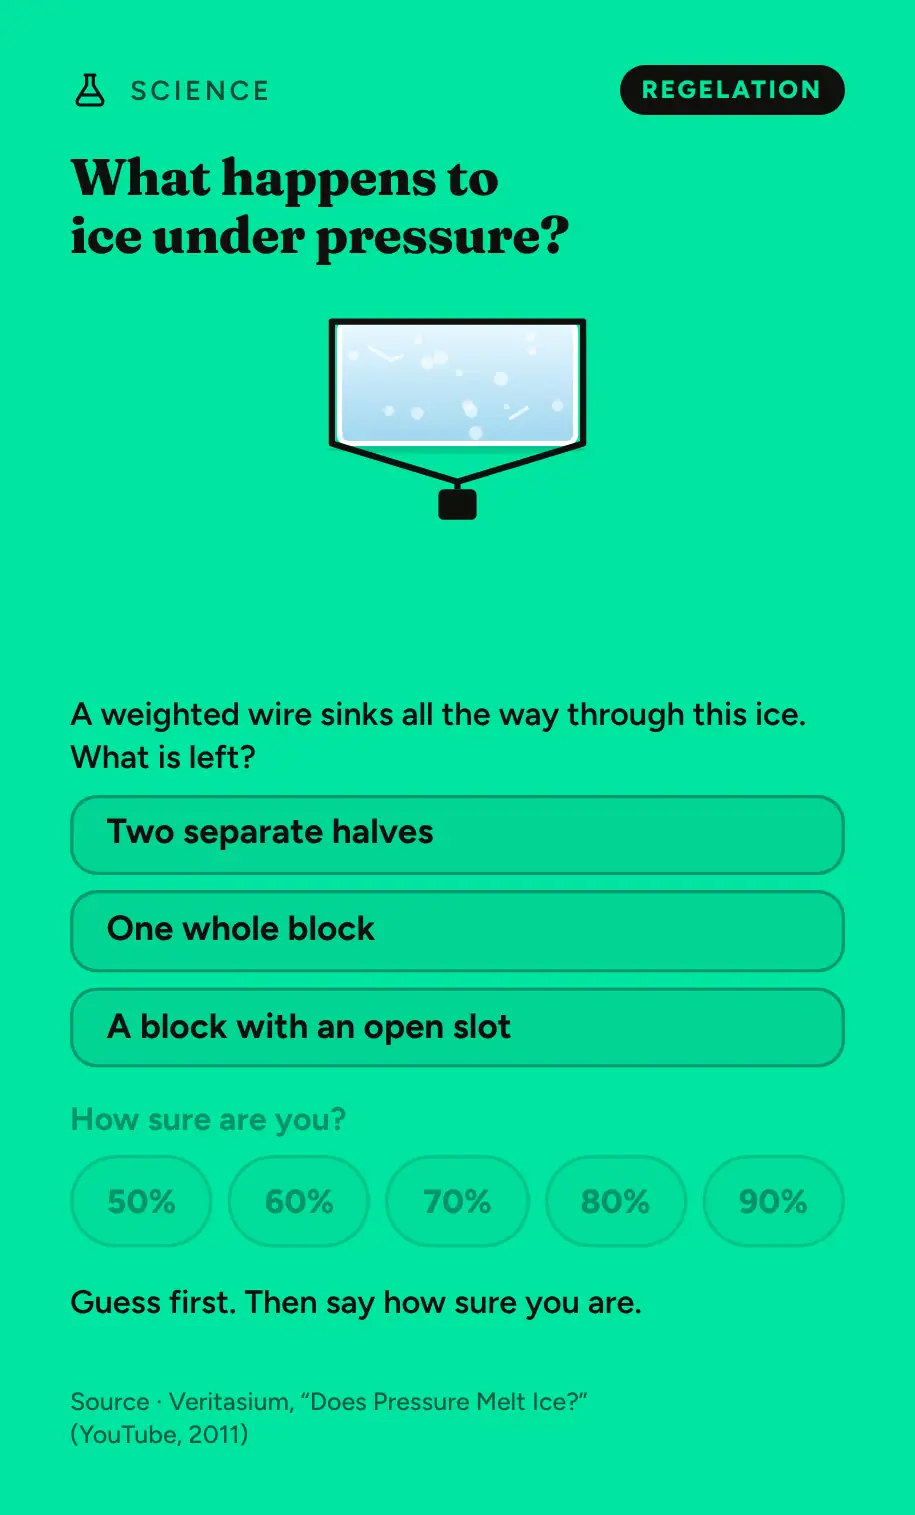 SCIENCE
REGELATION
What happens to
ice under pressure?
A weighted wire sinks all the way through this ice.
What is left?
Two separate halves
One whole block
A block with an open slot
How sure are you?
50%
60%
70%
80%
90%
Guess first. Then say how sure you are.
Source · Veritasium, “Does Pressure Melt Ice?”
(YouTube, 2011)